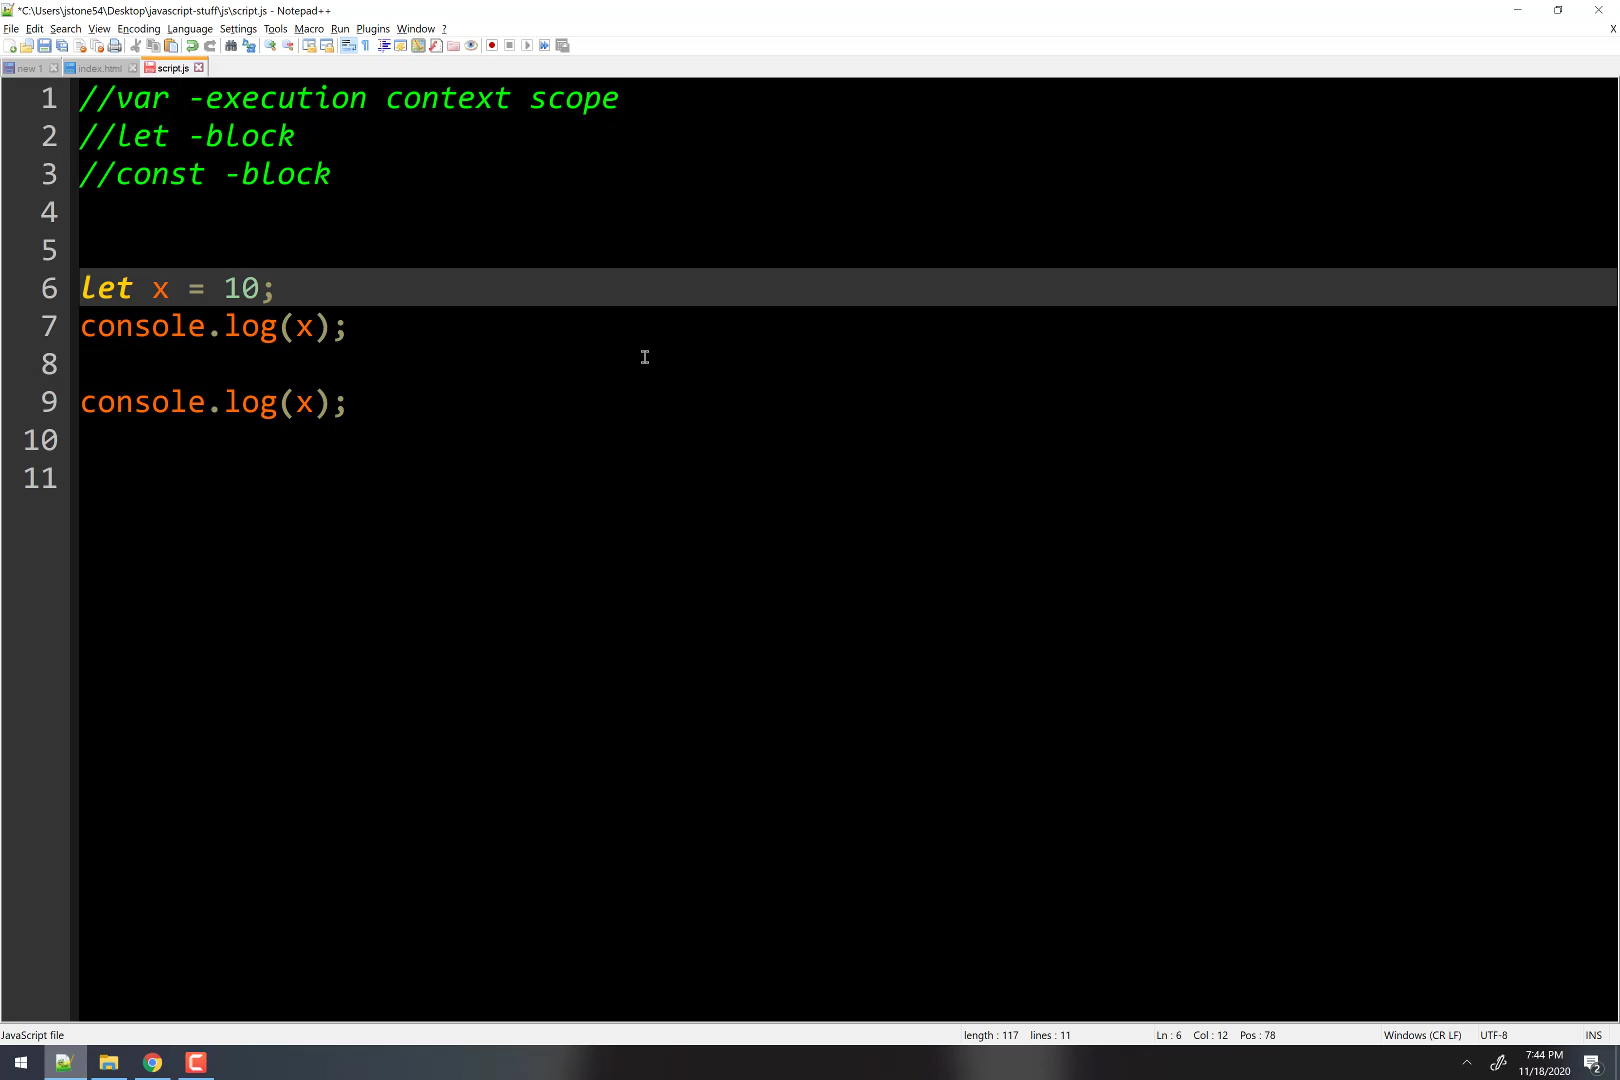 *C:\Users\jstone54\Desktop\javascript-stuff\js\script.js - Notepad++
File Edit Search View Encoding Language Settings Tools Macro Run Plugins Window ? X
new 1 index.html script.js
1 //var -execution context scope
2 //let -block
3 //const -block
4
5
6 let x = 10;
7 console.log(x);
8
9 console.log(x);
10
11
JavaScript file length : 117 lines : 11 Ln : 6 Col : 12 Pos : 78 Windows (CR LF) UTF-8 INS
7:44 PM
11/18/2020 2